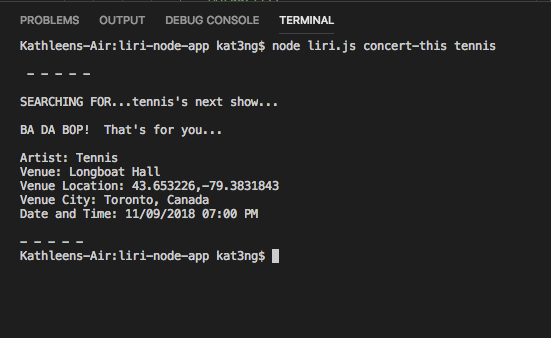 PROBLEMS OUTPUT DEBUG CONSOLE TERMINAL
Kathleens-Air:liri-node-app kat3ng$ node liri.js concert-this tennis
- - - - -
SEARCHING FOR...tennis's next show...
BA DA BOP!  That's for you...
Artist: Tennis
Venue: Longboat Hall
Venue Location: 43.653226,-79.3831843
Venue City: Toronto, Canada
Date and Time: 11/09/2018 07:00 PM
- - - - -
Kathleens-Air:liri-node-app kat3ng$